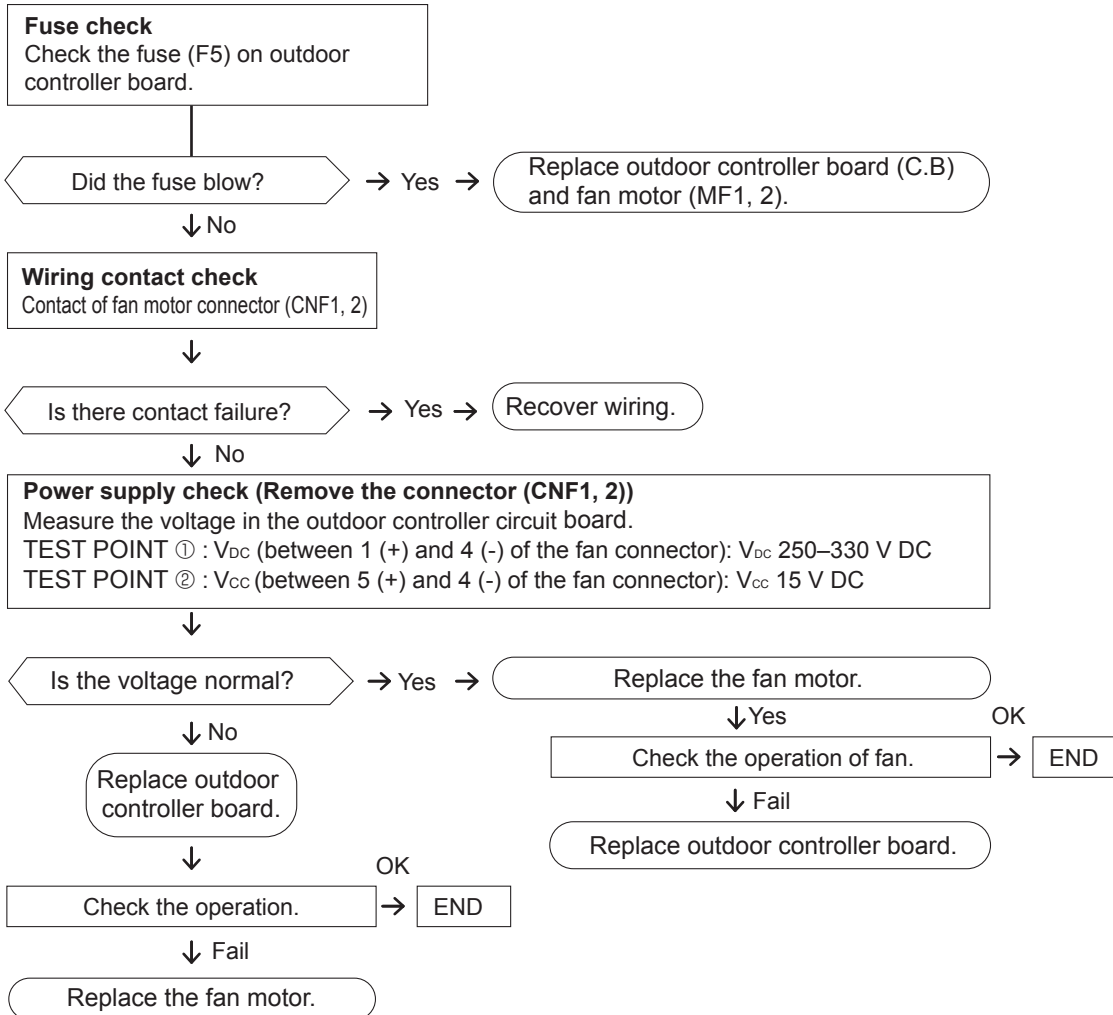 Fuse check
Check the fuse (F5) on outdoor
controller board.
Did the fuse blow?
→ Yes →
Replace outdoor controller board (C.B)
and fan motor (MF1, 2).
↓ No
Wiring contact check
Contact of fan motor connector (CNF1, 2)
↓
Is there contact failure?
→ Yes →
Recover wiring.
↓ No
Power supply check (Remove the connector (CNF1, 2))
Measure the voltage in the outdoor controller circuit board.
TEST POINT ① : VDC (between 1 (+) and 4 (-) of the fan connector): VDC 250–330 V DC
TEST POINT ② : VCC (between 5 (+) and 4 (-) of the fan connector): VCC 15 V DC
↓
Is the voltage normal?
→ Yes →
Replace the fan motor.
↓ Yes
Check the operation of fan.
OK
→
END
↓ Fail
Replace outdoor controller board.
↓ No
Replace outdoor
controller board.
↓
Check the operation.
OK
→
END
↓ Fail
Replace the fan motor.